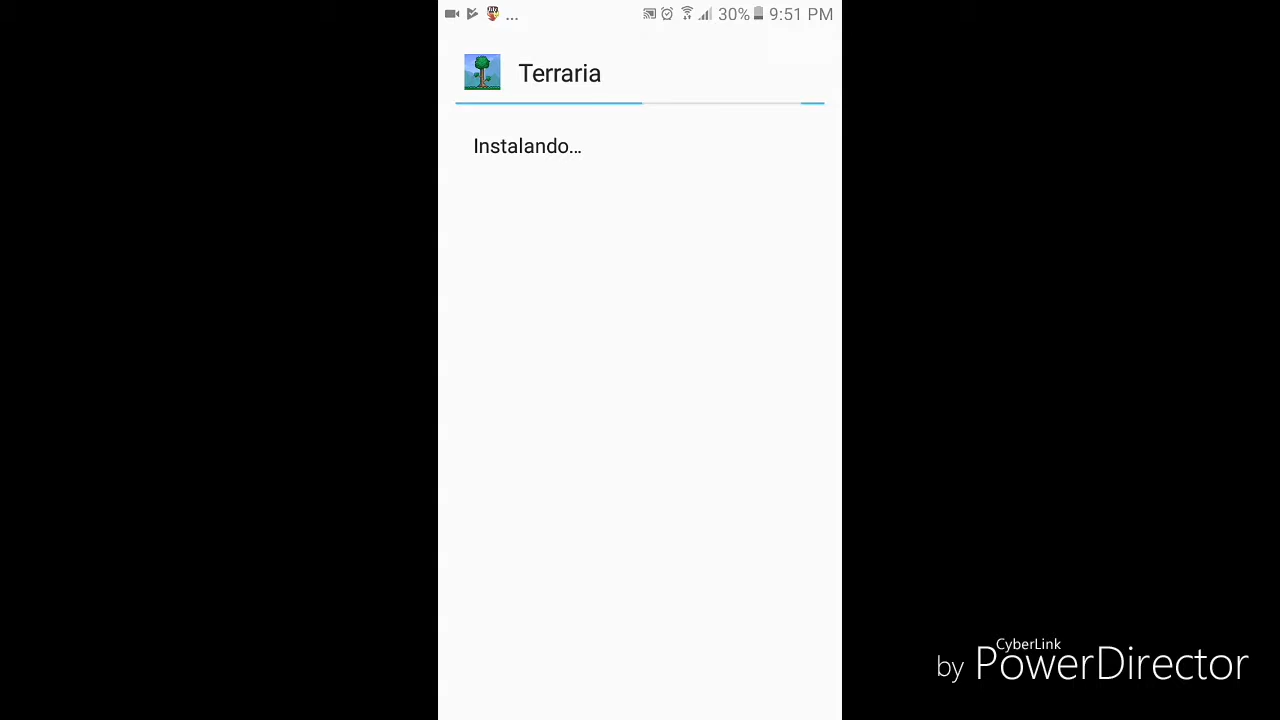 ... 30% 9:51 PM
Terraria
Instalando...
CyberLink
by PowerDirector